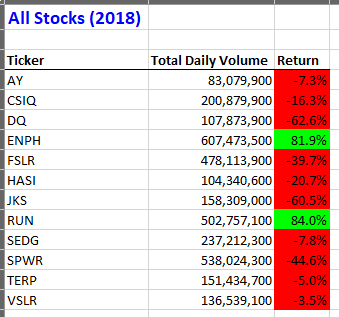 All Stocks (2018)
Ticker Total Daily Volume Return
AY 83,079,900 -7.3%
CSIQ 200,879,900 -16.3%
DQ 107,873,900 -62.6%
ENPH 607,473,500 81.9%
FSLR 478,113,900 -39.7%
HASI 104,340,600 -20.7%
JKS 158,309,000 -60.5%
RUN 502,757,100 84.0%
SEDG 237,212,300 -7.8%
SPWR 538,024,300 -44.6%
TERP 151,434,700 -5.0%
VSLR 136,539,100 -3.5%